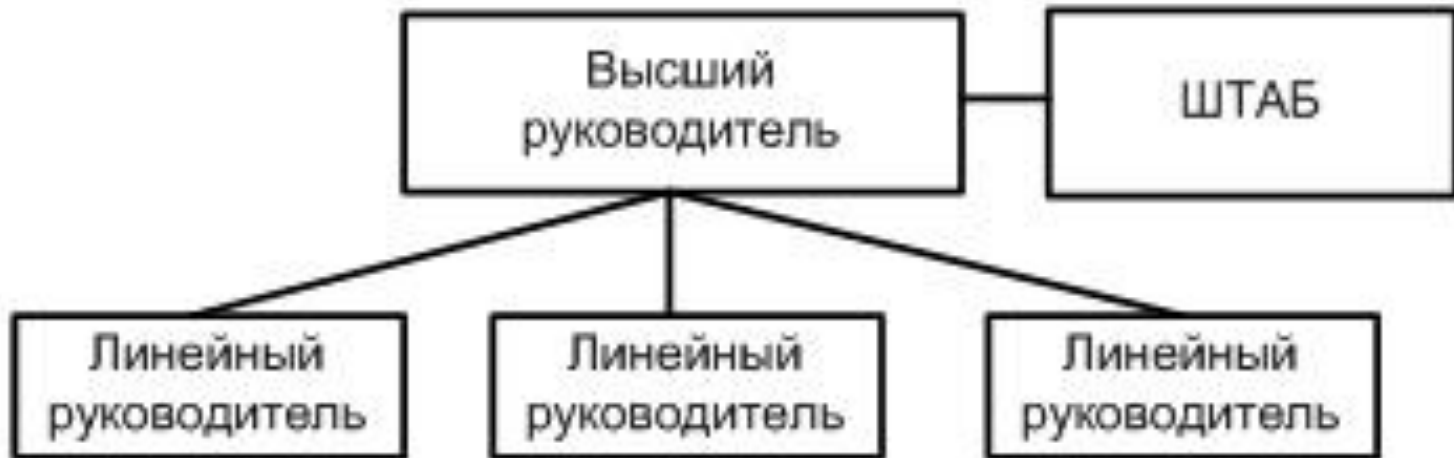 Высший
руководитель
ШТАБ
Линейный
руководитель
Линейный
руководитель
Линейный
руководитель